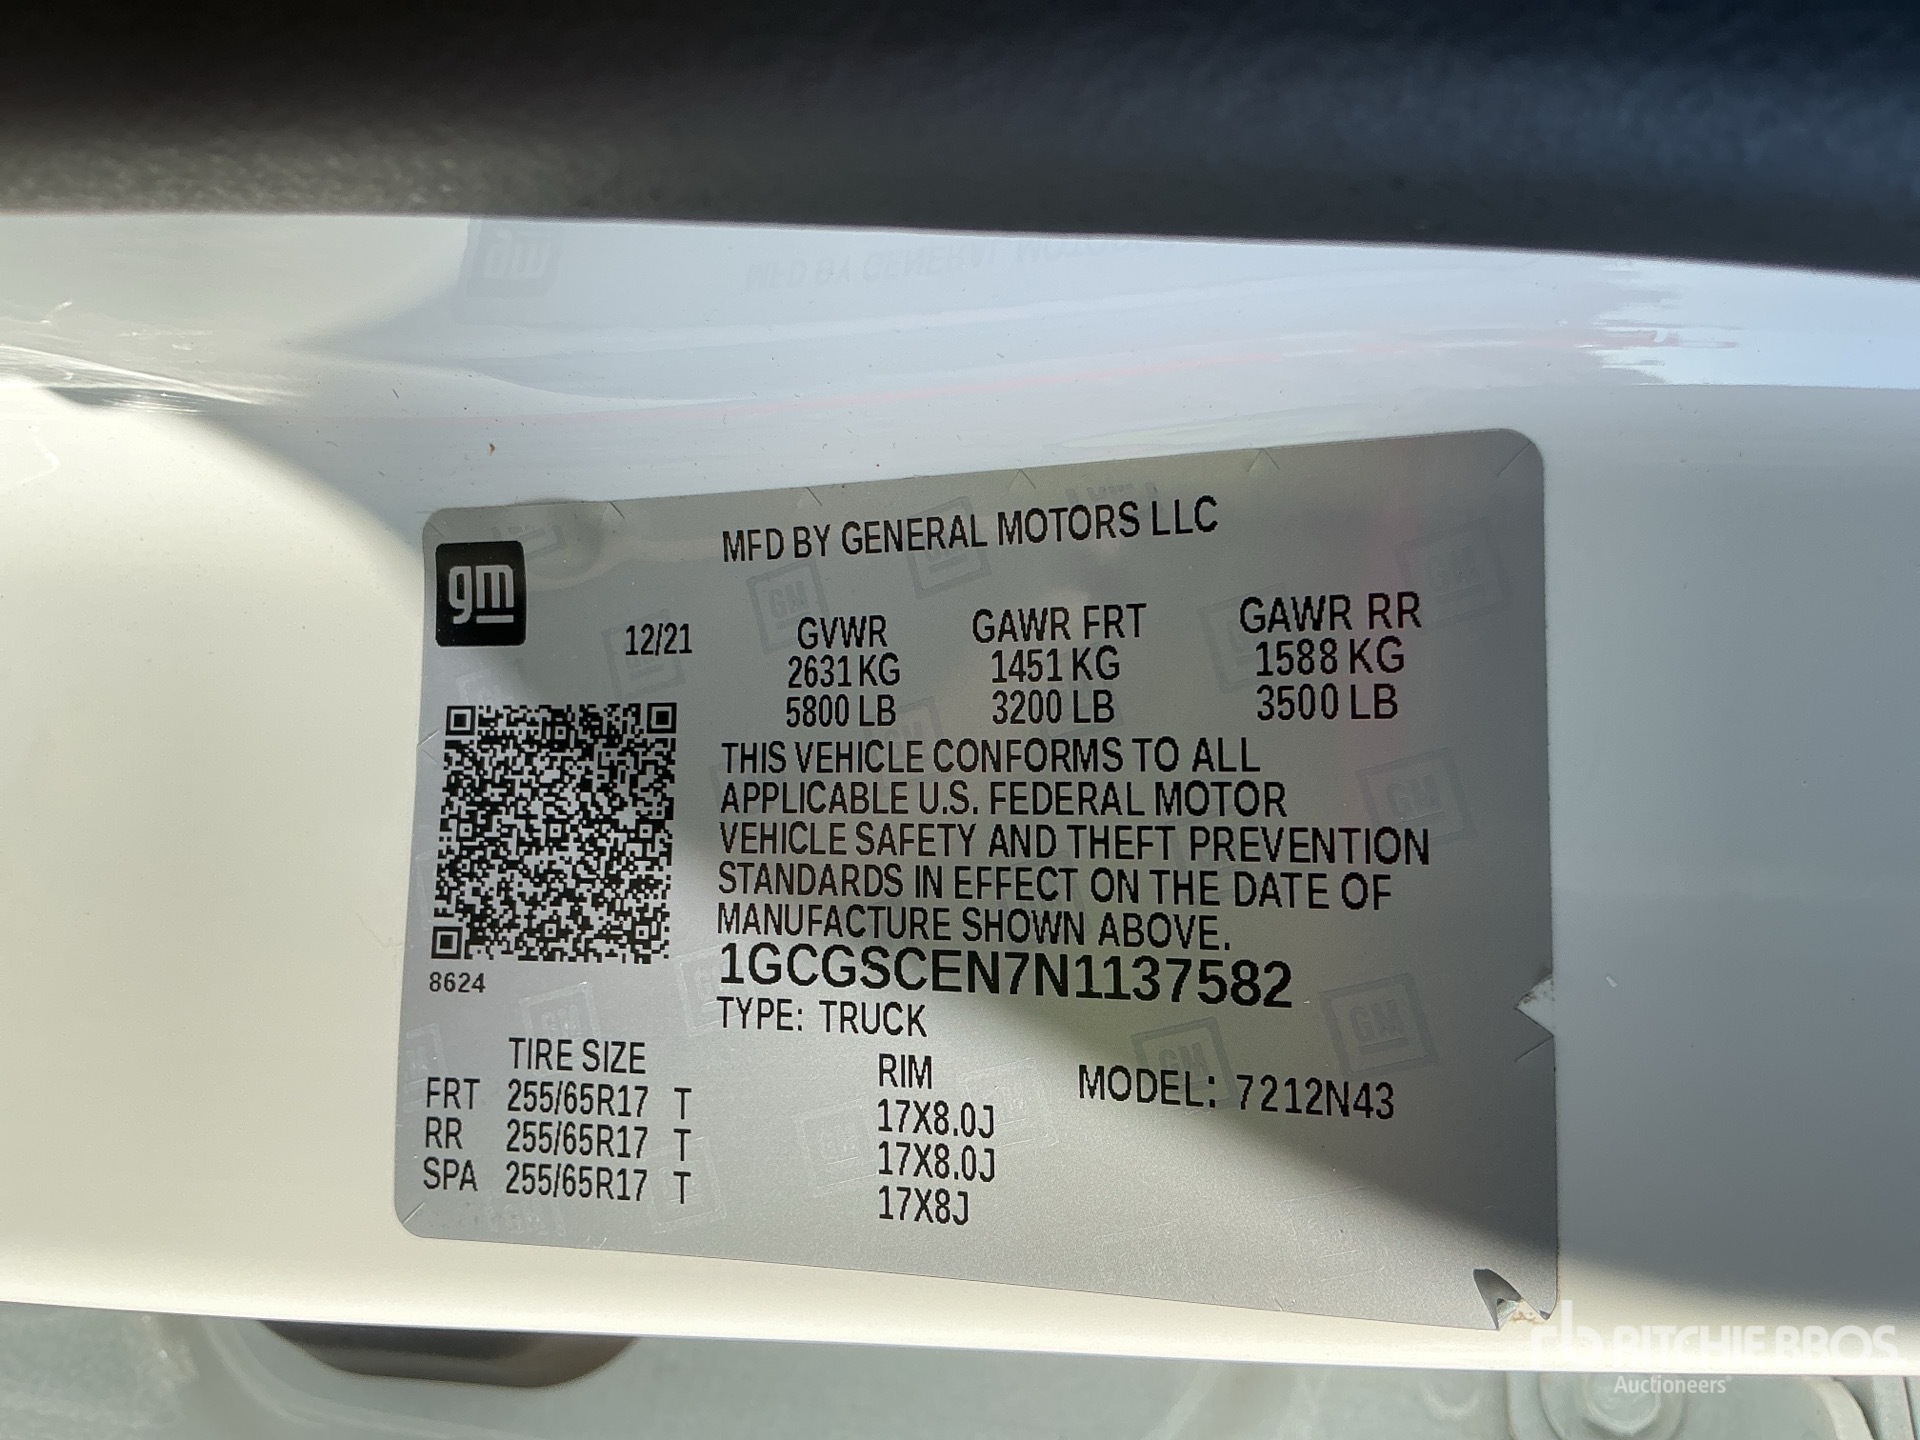 MFD BY GENERAL MOTORS LLC
gm
12/21
GVWR GAWR FRT GAWR RR
2631 KG 1451 KG 1588 KG
5800 LB 3200 LB 3500 LB
THIS VEHICLE CONFORMS TO ALL
APPLICABLE U.S. FEDERAL MOTOR
VEHICLE SAFETY AND THEFT PREVENTION
STANDARDS IN EFFECT ON THE DATE OF
MANUFACTURE SHOWN ABOVE.
1GCGSCEN7N1137582
8624
TYPE: TRUCK
TIRE SIZE RIM MODEL: 7212N43
FRT 255/65R17 T 17X8.0J
RR 255/65R17 T 17X8.0J
SPA 255/65R17 T 17X8J
RITCHIE BROS
Auctioneers